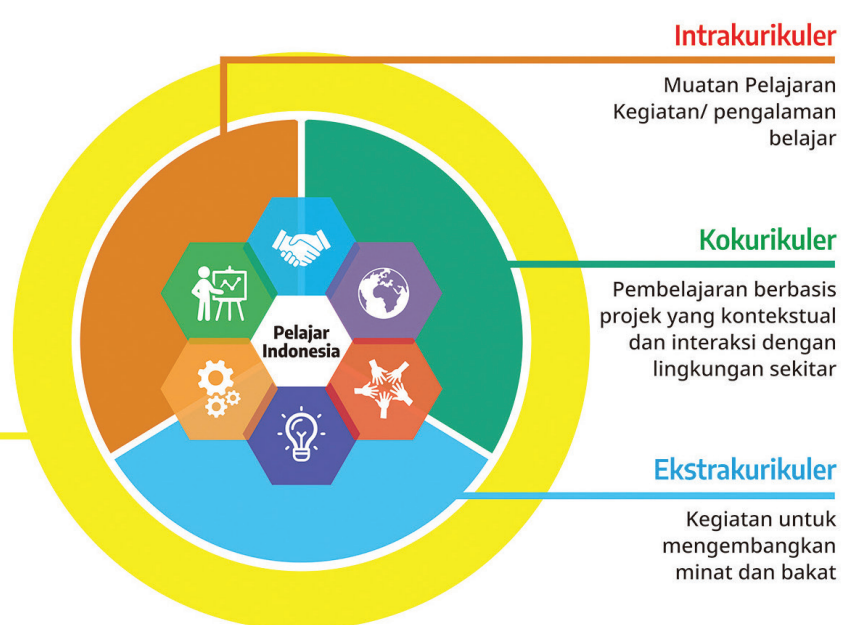 Intrakurikuler
Muatan Pelajaran
Kegiatan/ pengalaman
belajar
Kokurikuler
Pembelajaran berbasis
projek yang kontekstual
dan interaksi dengan
lingkungan sekitar
Pelajar
Indonesia
Ekstrakurikuler
Kegiatan untuk
mengembangkan
minat dan bakat